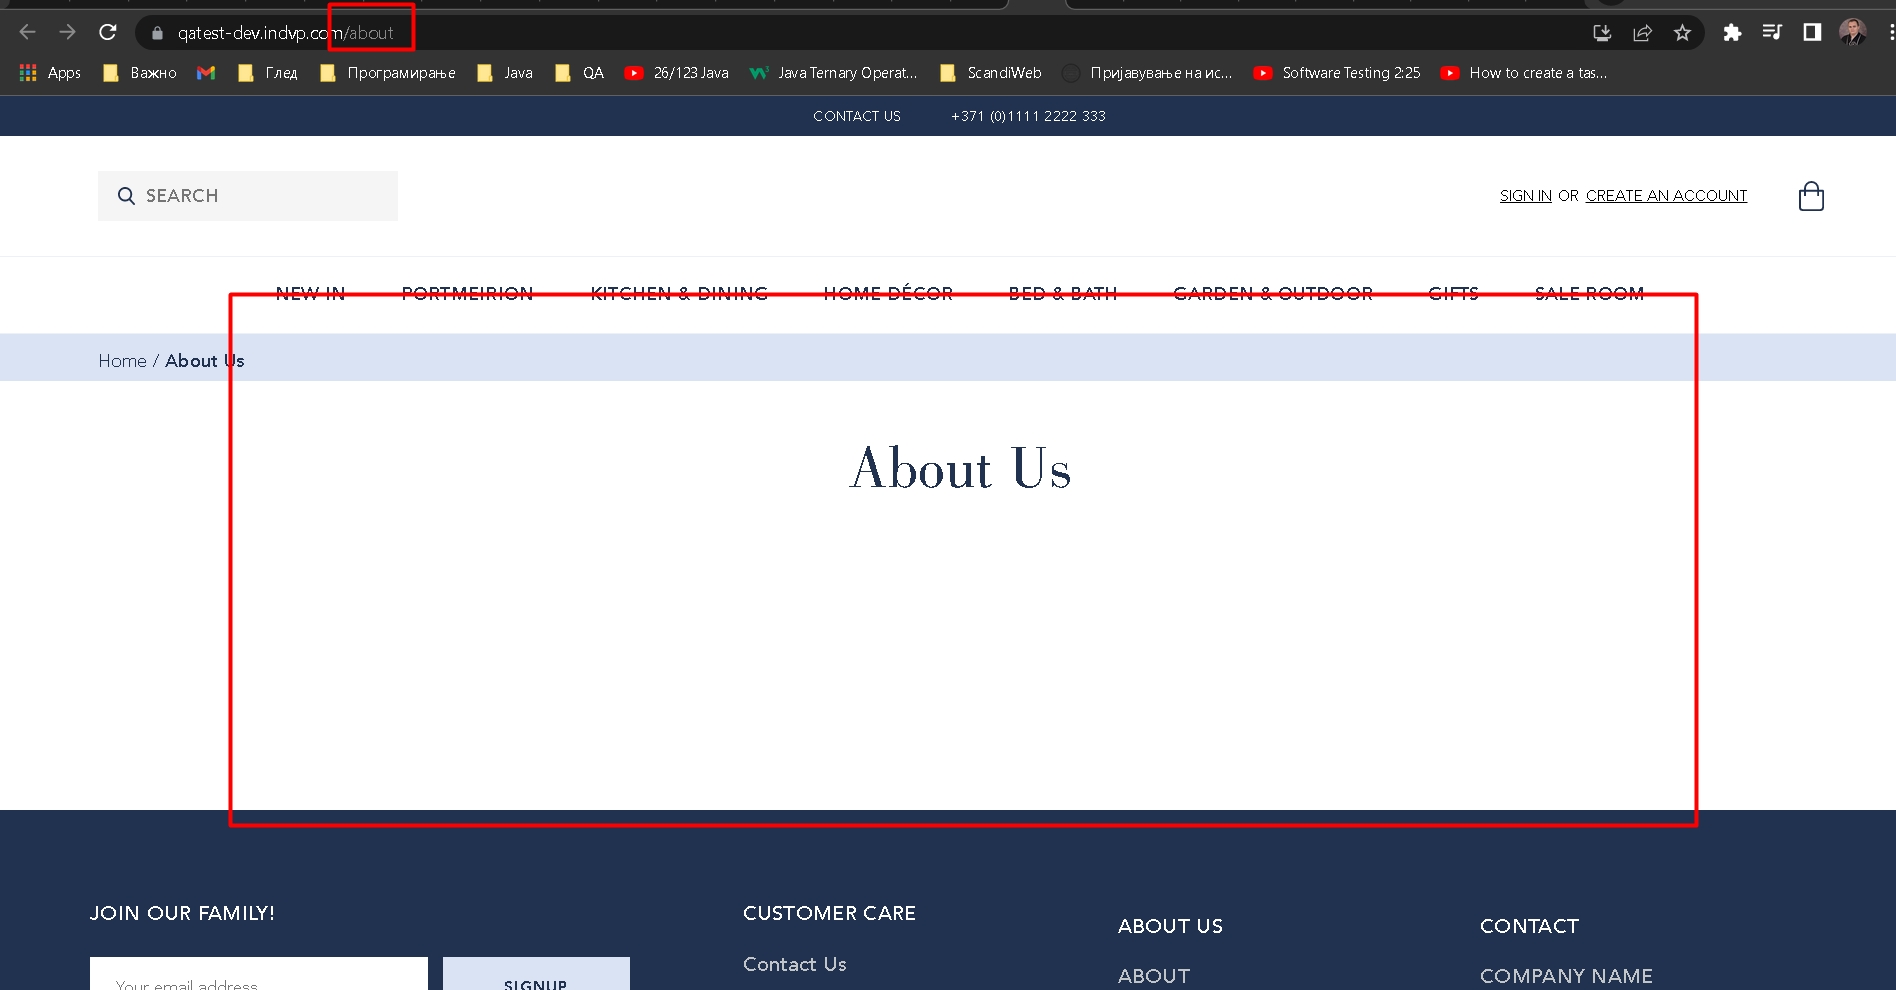 qatest-dev.indvp.com/about
Apps Важно Глед Програмирање Java QA 26/123 Java Java Ternary Operat... ScandiWeb Пријавување на ис... Software Testing 2:25 How to create a tas...
CONTACT US +371 (0)1111 2222 333
SEARCH SIGN IN OR CREATE AN ACCOUNT
NEW IN PORTMEIRION KITCHEN & DINING HOME DÉCOR BED & BATH GARDEN & OUTDOOR GIFTS SALE ROOM
Home / About Us
About Us
JOIN OUR FAMILY! CUSTOMER CARE ABOUT US CONTACT
Contact Us ABOUT COMPANY NAME
Your email address SIGNUP